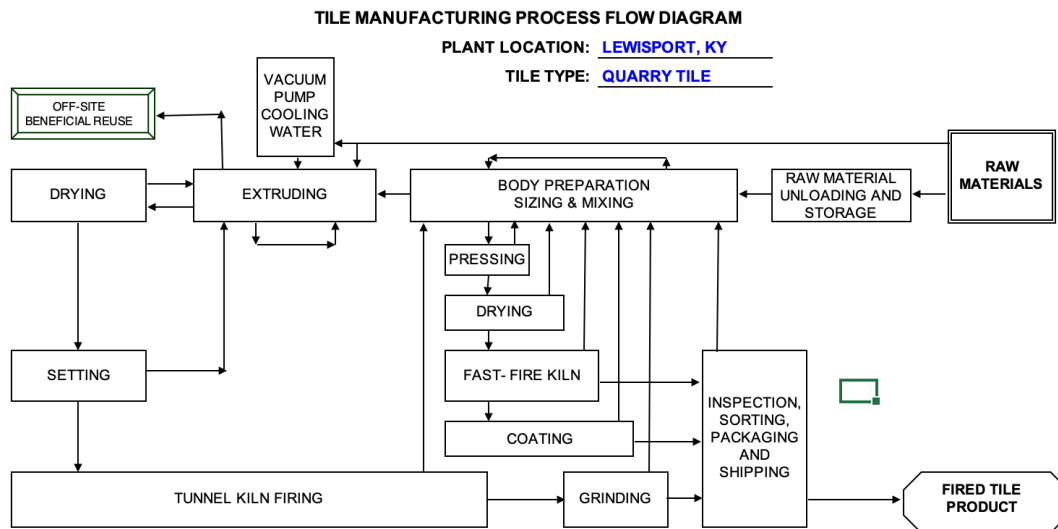 TILE MANUFACTURING PROCESS FLOW DIAGRAM
PLANT LOCATION: LEWISPORT, KY
TILE TYPE: QUARRY TILE
VACUUM
PUMP
COOLING
WATER
OFF-SITE
BENEFICIAL REUSE
RAW
MATERIALS
DRYING
EXTRUDING
BODY PREPARATION
SIZING & MIXING
RAW MATERIAL
UNLOADING AND
STORAGE
PRESSING
DRYING
SETTING
FAST- FIRE KILN
COATING
INSPECTION,
SORTING,
PACKAGING
AND
SHIPPING
TUNNEL KILN FIRING
GRINDING
FIRED TILE
PRODUCT